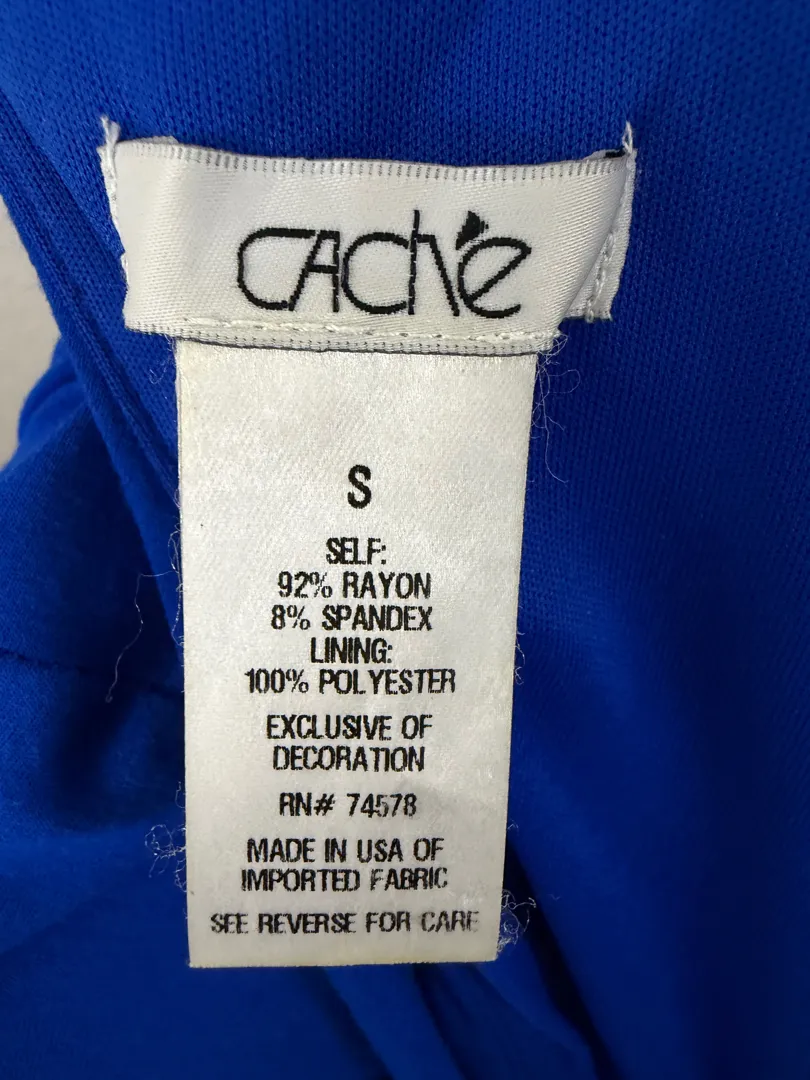 CACHÉ
S
SELF:
92% RAYON
8% SPANDEX
LINING:
100% POLYESTER
EXCLUSIVE OF
DECORATION
RN# 74578
MADE IN USA OF
IMPORTED FABRIC
SEE REVERSE FOR CARE